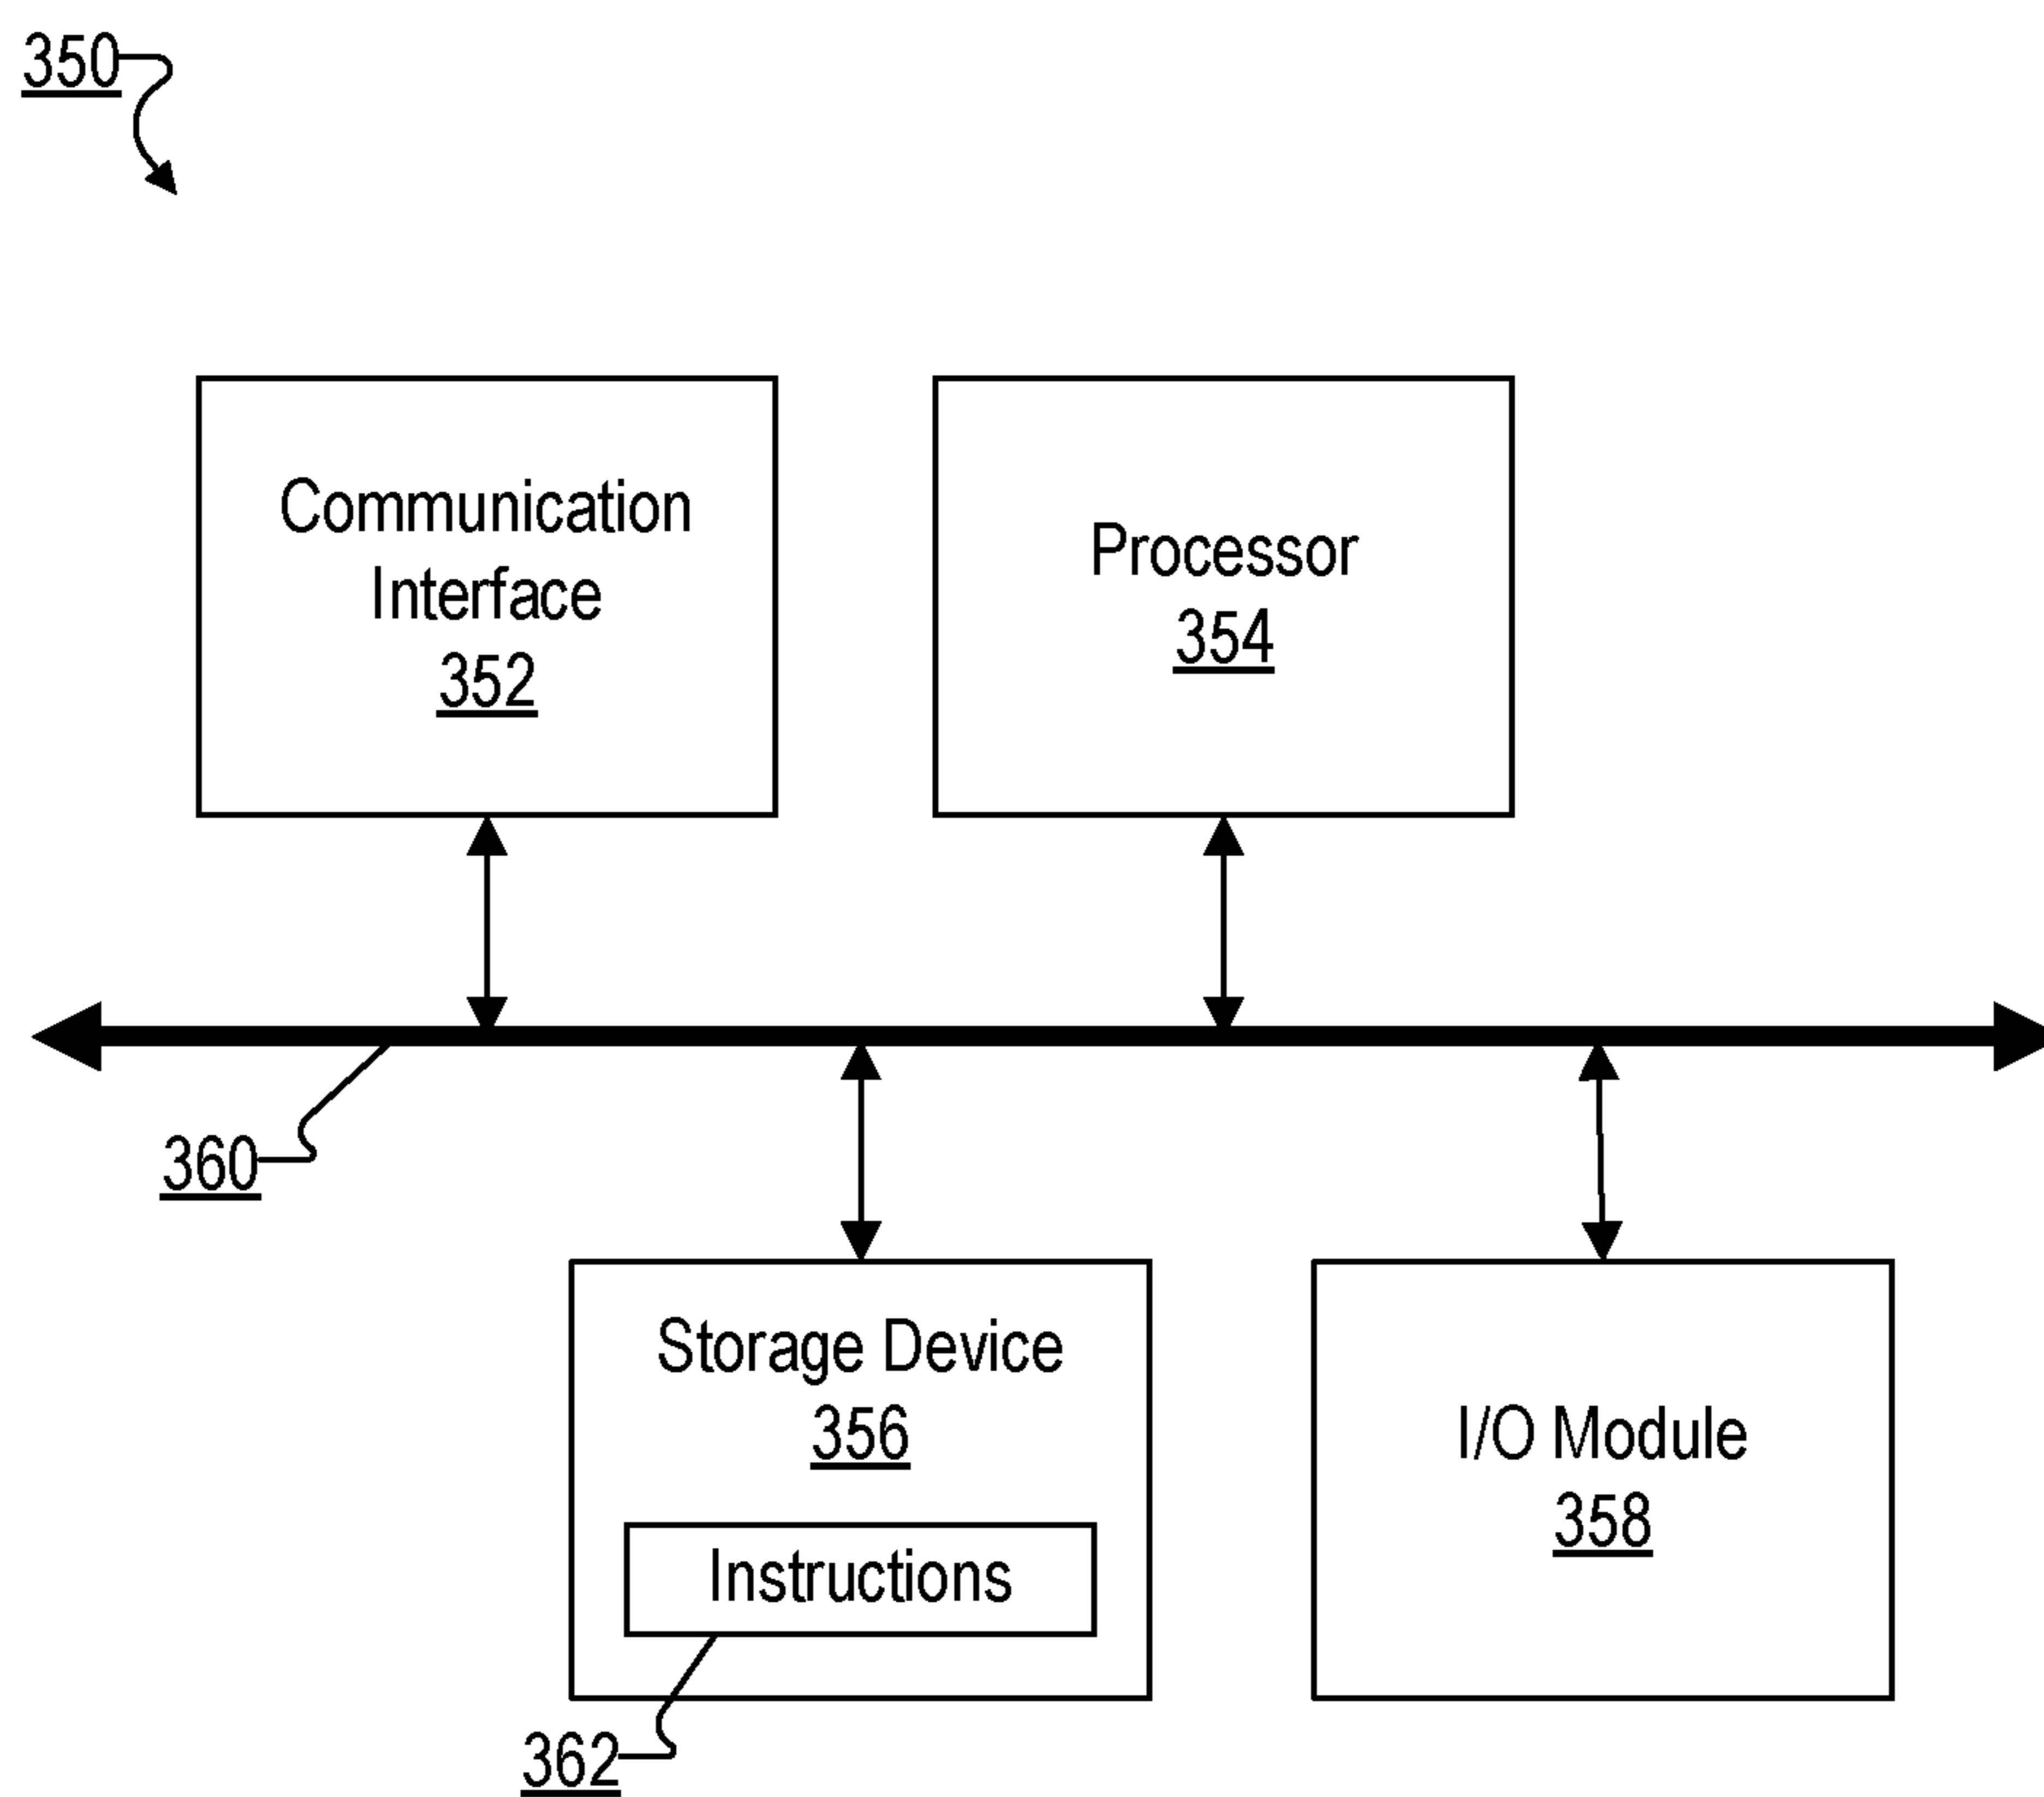 350
Communication
Interface
352
Processor
354
360
Storage Device
356
Instructions
362
I/O Module
358